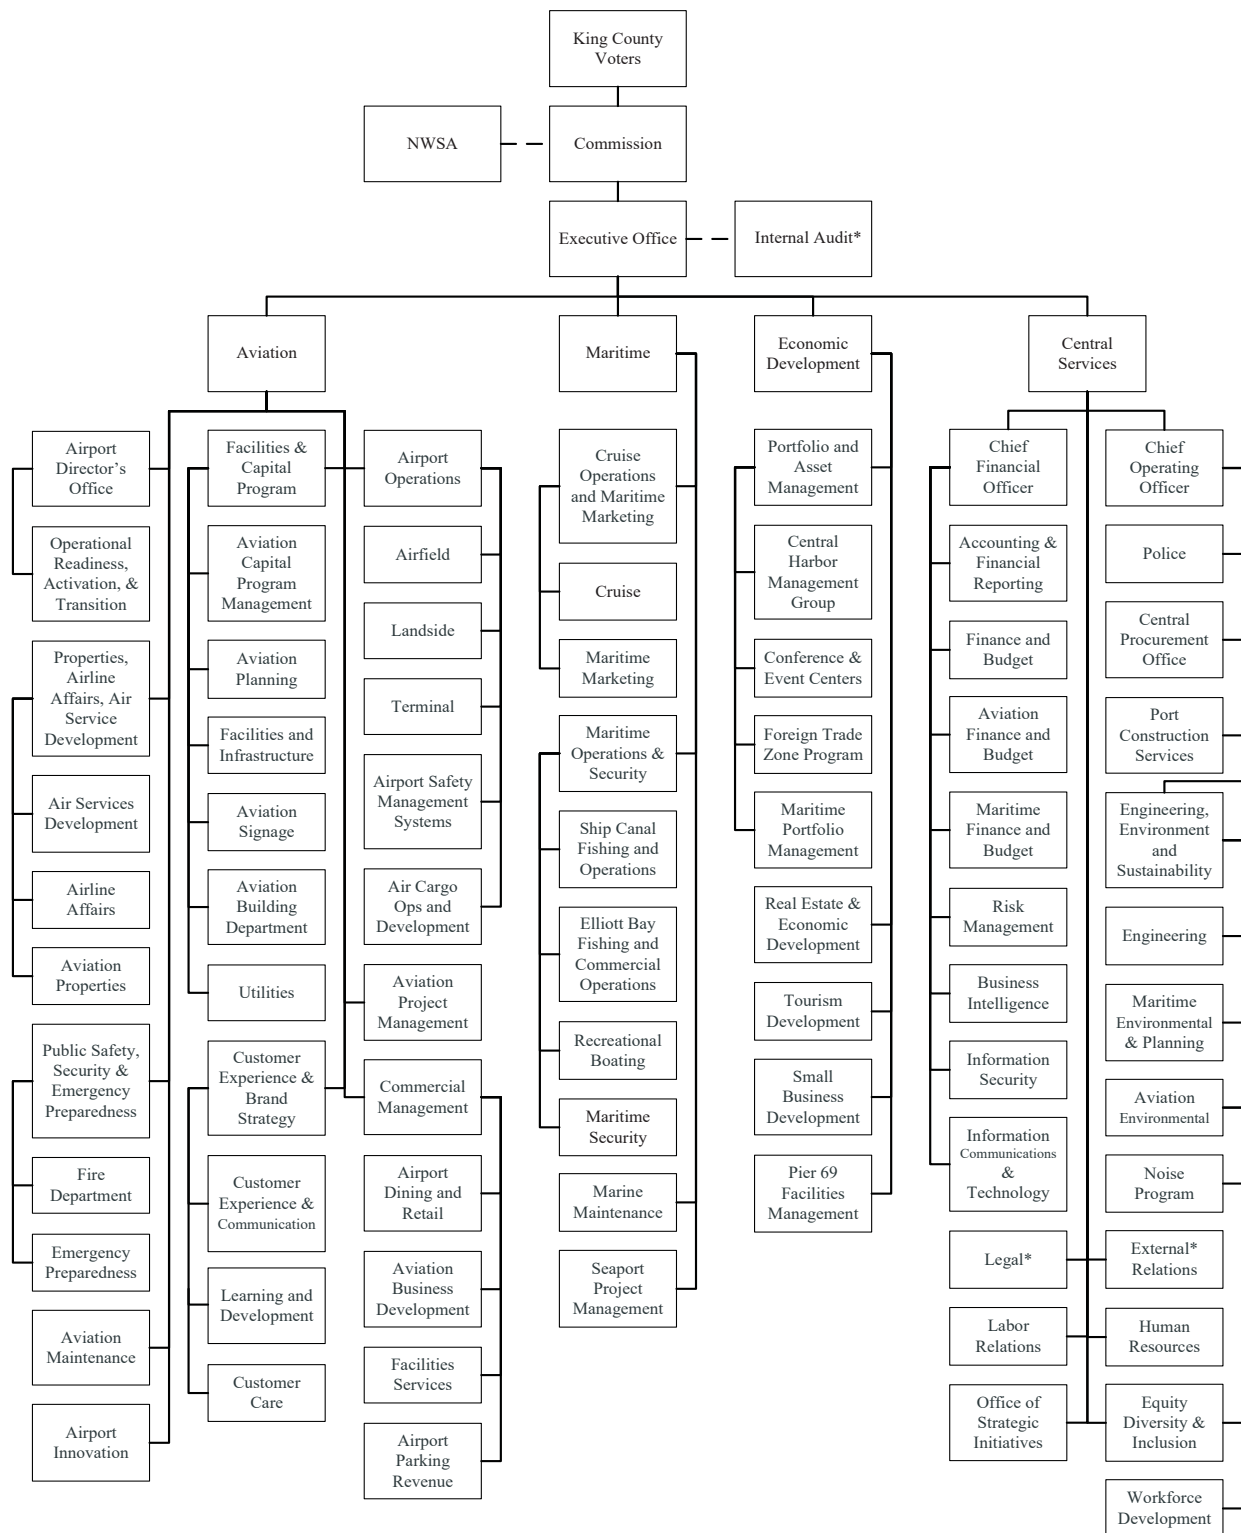 King County
Voters
NWSA
Commission
Executive Office
Internal Audit*
Aviation
Maritime
Economic
Development
Central
Services
Airport
Director's
Office
Operational
Readiness,
Activation, &
Transition
Properties,
Airline
Affairs, Air
Service
Development
Air Services
Development
Airline
Affairs
Aviation
Properties
Public Safety,
Security &
Emergency
Preparedness
Fire
Department
Emergency
Preparedness
Aviation
Maintenance
Airport
Innovation
Facilities &
Capital
Program
Aviation
Capital
Program
Management
Aviation
Planning
Facilities and
Infrastructure
Aviation
Signage
Aviation
Building
Department
Utilities
Customer
Experience &
Brand
Strategy
Customer
Experience &
Communication
Learning and
Development
Customer
Care
Airport
Operations
Airfield
Landside
Terminal
Airport Safety
Management
Systems
Air Cargo
Ops and
Development
Aviation
Project
Management
Commercial
Management
Airport
Dining and
Retail
Aviation
Business
Development
Facilities
Services
Airport
Parking
Revenue
Cruise
Operations
and Maritime
Marketing
Cruise
Maritime
Marketing
Maritime
Operations &
Security
Ship Canal
Fishing and
Operations
Elliott Bay
Fishing and
Commercial
Operations
Recreational
Boating
Maritime
Security
Marine
Maintenance
Seaport
Project
Management
Portfolio and
Asset
Management
Central
Harbor
Management
Group
Conference &
Event Centers
Foreign Trade
Zone Program
Maritime
Portfolio
Management
Real Estate &
Economic
Development
Tourism
Development
Small
Business
Development
Pier 69
Facilities
Management
Chief
Financial
Officer
Accounting &
Financial
Reporting
Finance and
Budget
Aviation
Finance and
Budget
Maritime
Finance and
Budget
Risk
Management
Business
Intelligence
Information
Security
Information
Communications
&
Technology
Legal*
Labor
Relations
Office of
Strategic
Initiatives
Chief
Operating
Officer
Police
Central
Procurement
Office
Port
Construction
Services
Engineering,
Environment
and
Sustainability
Engineering
Maritime
Environmental
& Planning
Aviation
Environmental
Noise
Program
External*
Relations
Human
Resources
Equity
Diversity &
Inclusion
Workforce
Development